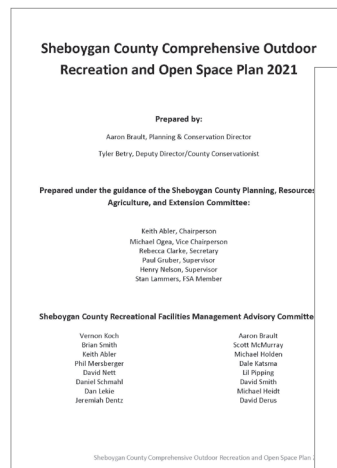 Sheboygan County Comprehensive Outdoor
Recreation and Open Space Plan 2021
Prepared by:
Aaron Brault, Planning & Conservation Director
Tyler Betry, Deputy Director/County Conservationist
Prepared under the guidance of the Sheboygan County Planning, Resources
Agriculture, and Extension Committee:
Keith Abler, Chairperson
Michael Ogea, Vice Chairperson
Rebecca Clarke, Secretary
Paul Gruber, Supervisor
Henry Nelson, Supervisor
Stan Lammers, FSA Member
Sheboygan County Recreational Facilities Management Advisory Committe
Vernon Koch
Brian Smith
Keith Abler
Phil Mersberger
David Nett
Daniel Schmahl
Dan Lekie
Jeremiah Dentz
Aaron Brault
Scott McMurray
Michael Holden
Dale Katsma
Lil Pipping
David Smith
Michael Heidt
David Derus
Sheboygan County Comprehensive Outdoor Recreation and Open Space Plan